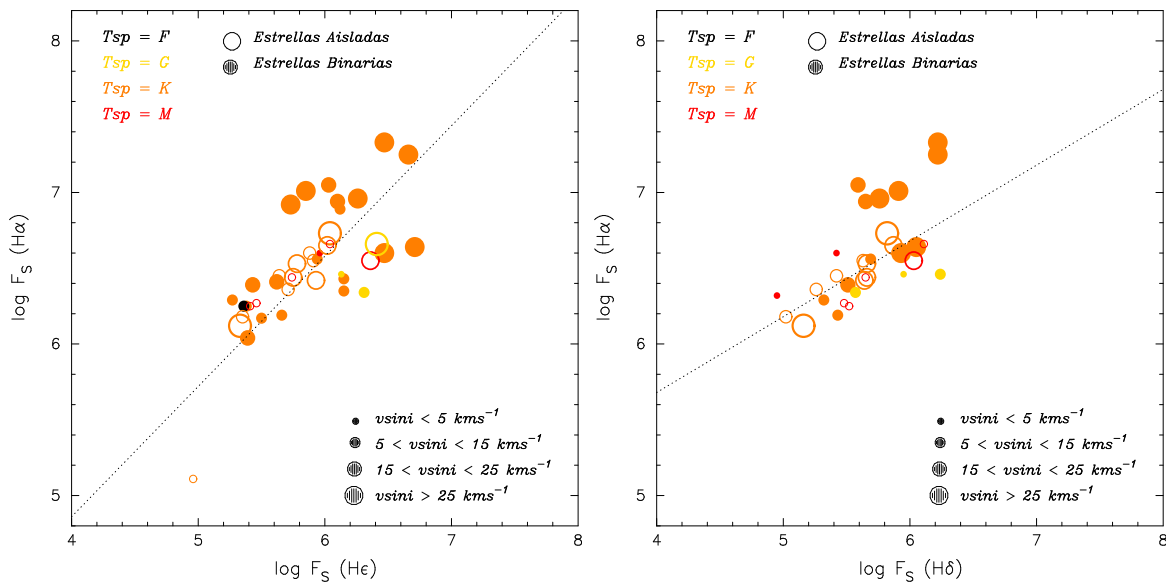 Tsp = F
Tsp = G
Tsp = K
Tsp = M
Estrellas Aisladas
Estrellas Binarias
vsini < 5 kms⁻¹
5 < vsini < 15 kms⁻¹
15 < vsini < 25 kms⁻¹
vsini > 25 kms⁻¹
8
7
6
5
log F_S (Hα)
4 5 6 7 8
log F_S (Hϵ)
Tsp = F
Tsp = G
Tsp = K
Tsp = M
Estrellas Aisladas
Estrellas Binarias
vsini < 5 kms⁻¹
5 < vsini < 15 kms⁻¹
15 < vsini < 25 kms⁻¹
vsini > 25 kms⁻¹
8
7
6
5
log F_S (Hα)
4 5 6 7 8
log F_S (Hδ)